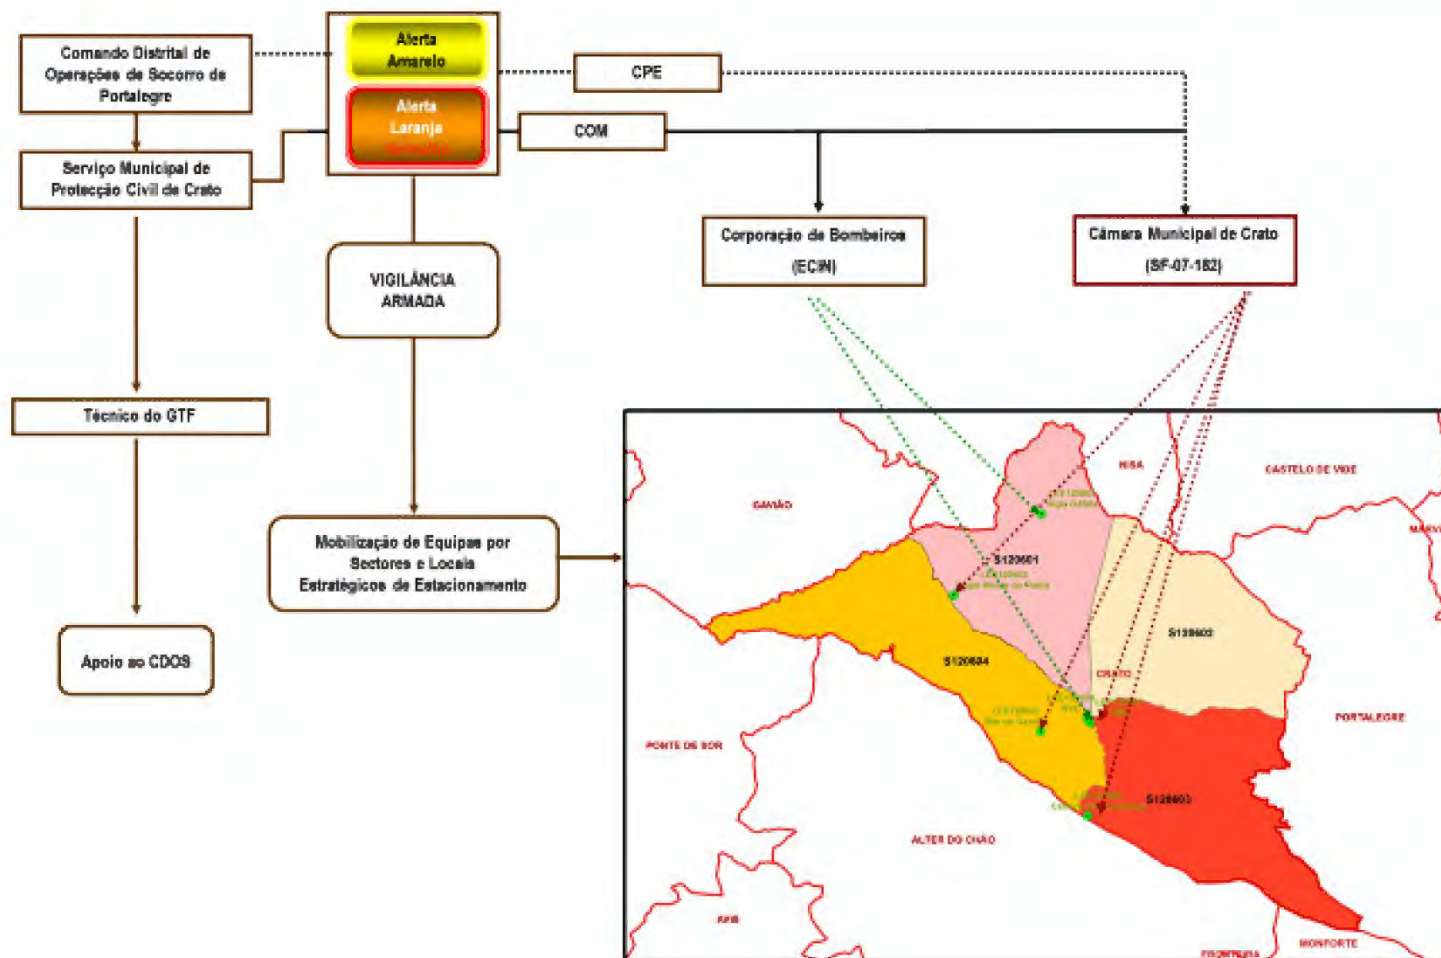 Comando Distrital de
Operações de Socorro de
Portalegre
Alerta
Amarelo
Alerta
Laranja
CPE
COM
Serviço Municipal de
Protecção Civil de Crato
Corporação de Bombeiros
(ECIN)
Câmara Municipal de Crato
(SF-07-182)
VIGILÂNCIA
ARMADA
Técnico do GTF
Mobilização de Equipas por
Sectores e Locais
Estratégicos de Estacionamento
Apoio ao CDOS
NISA
CASTELO DE VIDE
GAVIÃO
MARV
S120601
S120602
S120604
CRATO
PORTALEGRE
PONTE DE SOR
S120603
ALTER DO CHÃO
AVIS
FRONTEIRA
MONFORTE